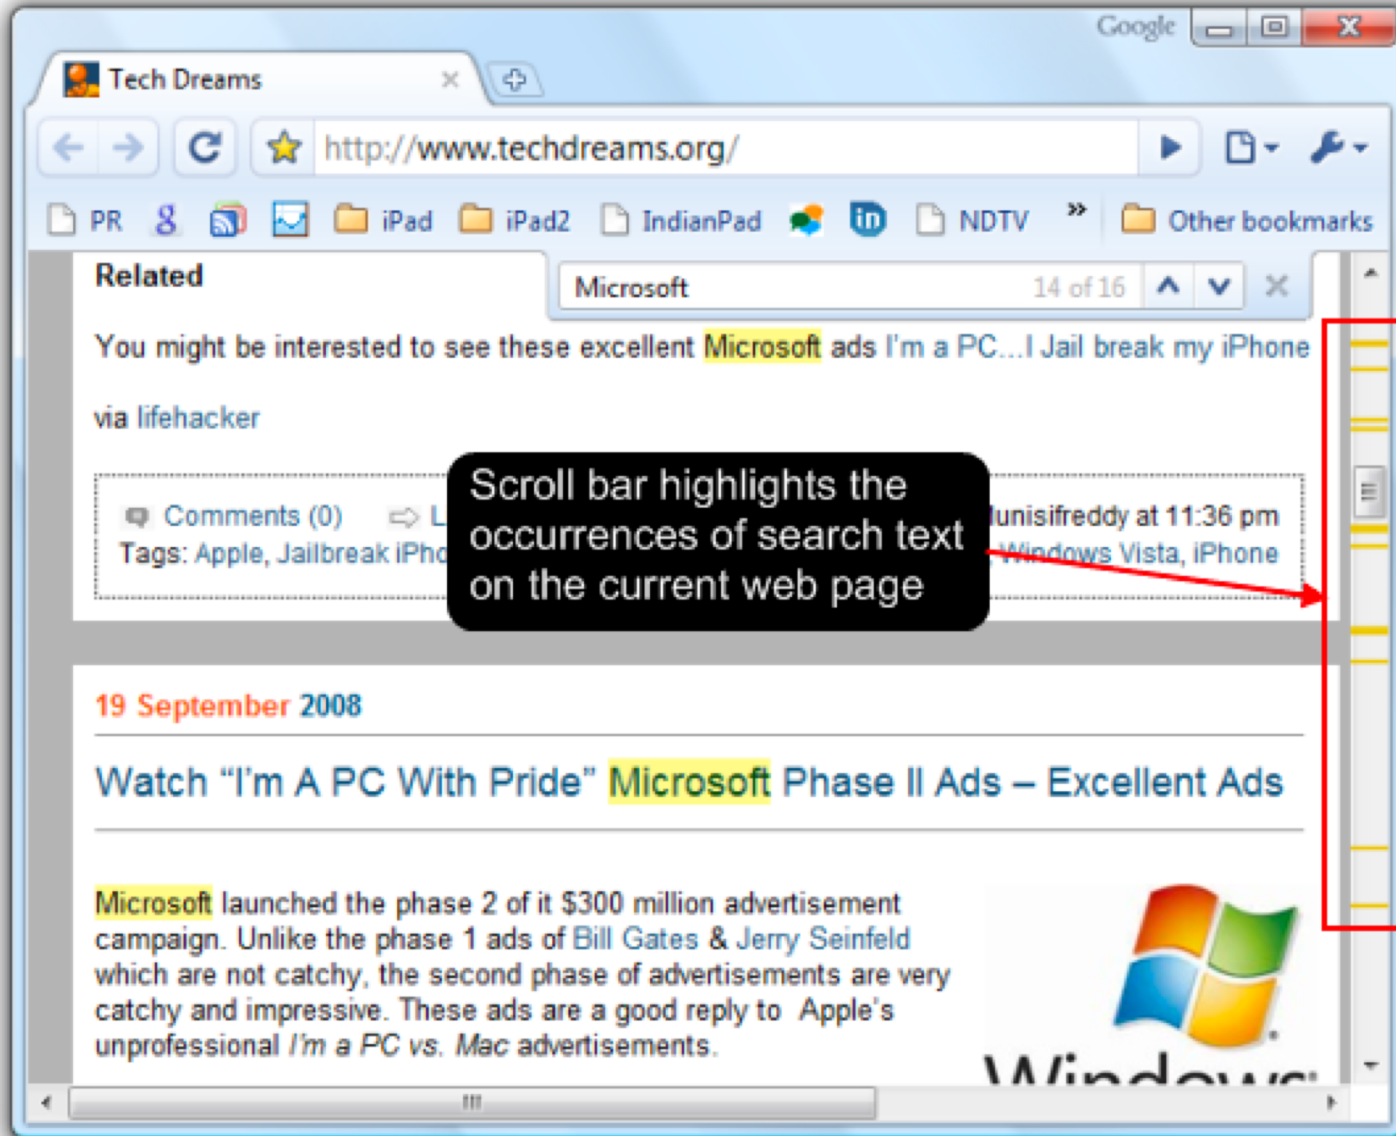 Google
Tech Dreams
http://www.techdreams.org/
PR iPad iPad2 IndianPad NDTV » Other bookmarks
Related
Microsoft 14 of 16
You might be interested to see these excellent Microsoft ads I'm a PC...I Jail break my iPhone
via lifehacker
Scroll bar highlights the
occurrences of search text
on the current web page
Comments (0) at 11:36 pm
Tags: Apple, Jailbreak , Windows Vista, iPhone
19 September 2008
Watch “I'm A PC With Pride” Microsoft Phase II Ads – Excellent Ads
Microsoft launched the phase 2 of it $300 million advertisement
campaign. Unlike the phase 1 ads of Bill Gates & Jerry Seinfeld
which are not catchy, the second phase of advertisements are very
catchy and impressive. These ads are a good reply to Apple's
unprofessional I'm a PC vs. Mac advertisements.
Windows